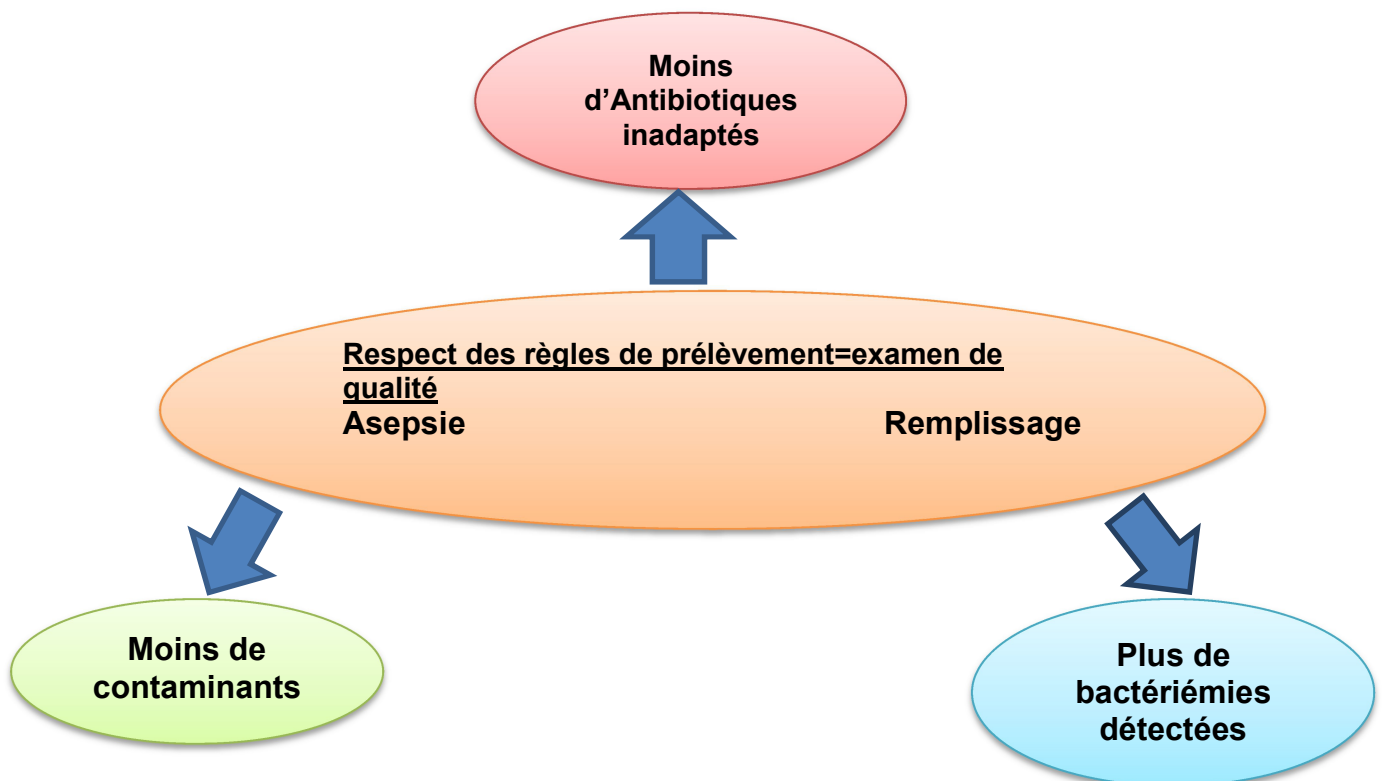 Moins
d’Antibiotiques
inadaptés
Respect des règles de prélèvement=examen de
qualité
Asepsie Remplissage
Moins de
contaminants
Plus de
bactériémies
détectées